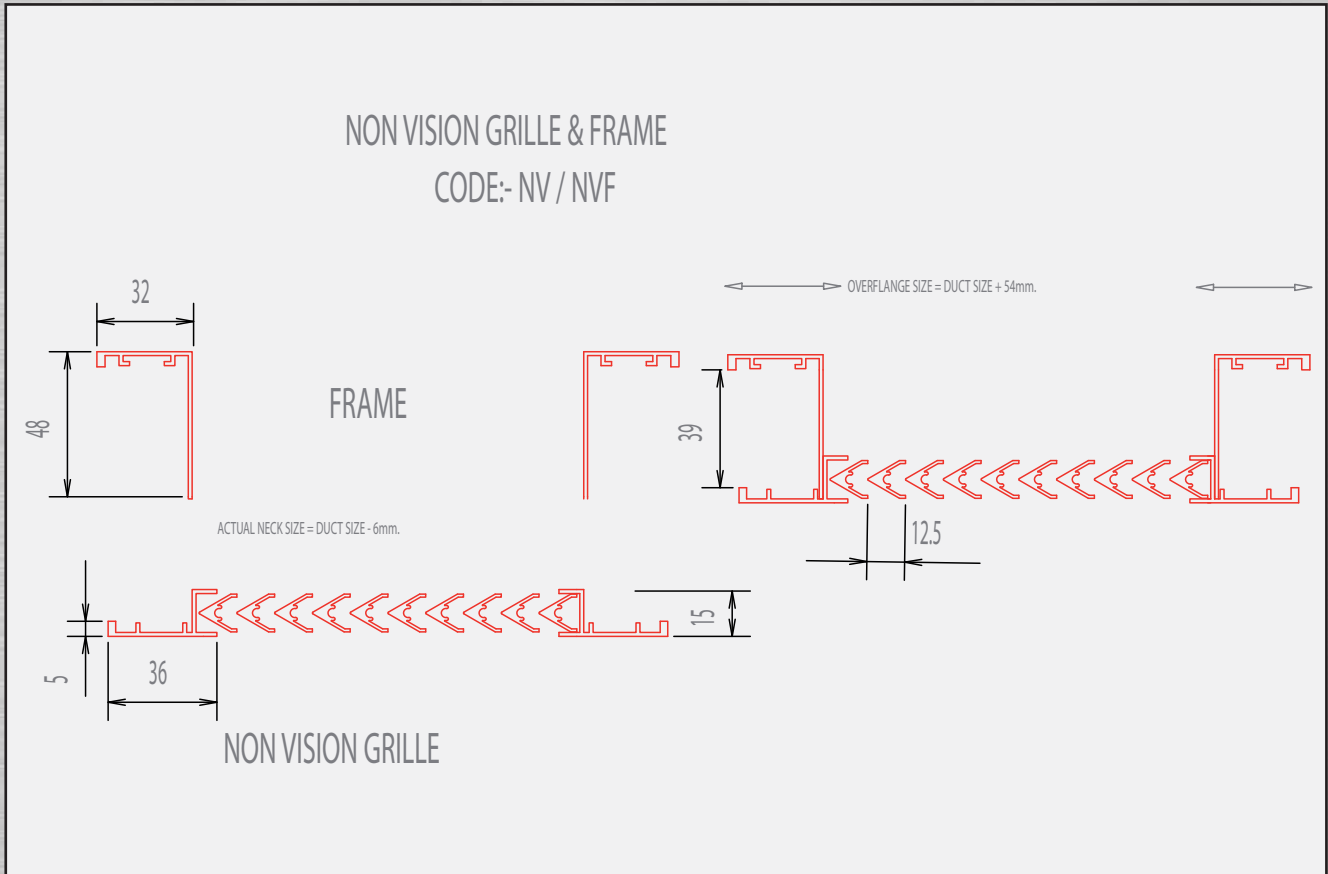 NON VISION GRILLE & FRAME
CODE:- NV / NVF
32
OVERFLANGE SIZE = DUCT SIZE + 54mm.
48
FRAME
39
ACTUAL NECK SIZE = DUCT SIZE - 6mm.
12.5
15
5
36
NON VISION GRILLE